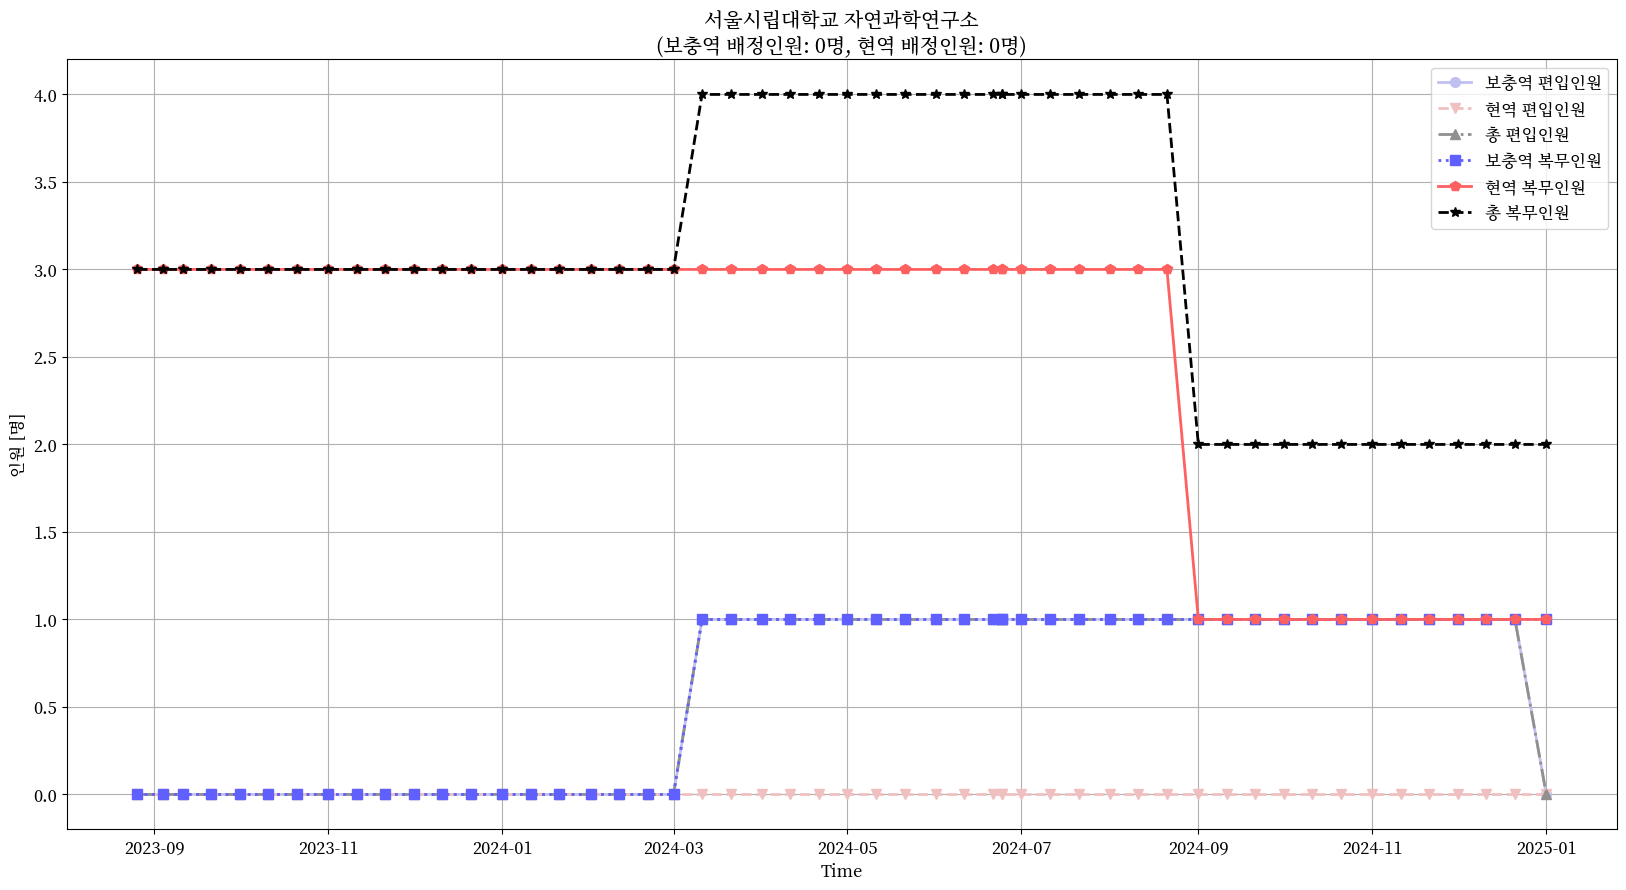 서울시립대학교 자연과학연구소
(보충역 배정인원: 0명, 현역 배정인원: 0명)
보충역 편입인원
현역 편입인원
총 편입인원
보충역 복무인원
현역 복무인원
총 복무인원
인원 [명]
4.0
3.5
3.0
2.5
2.0
1.5
1.0
0.5
0.0
2023-09
2023-11
2024-01
2024-03
2024-05
2024-07
2024-09
2024-11
2025-01
Time